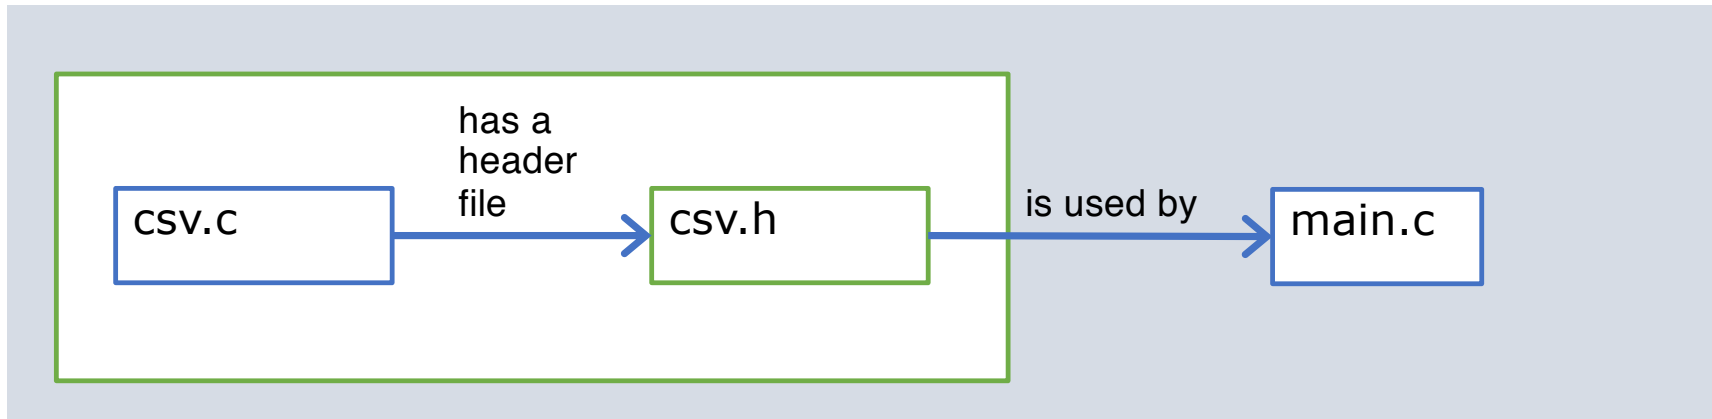 csv.c
has a
header
file
csv.h
is used by
main.c